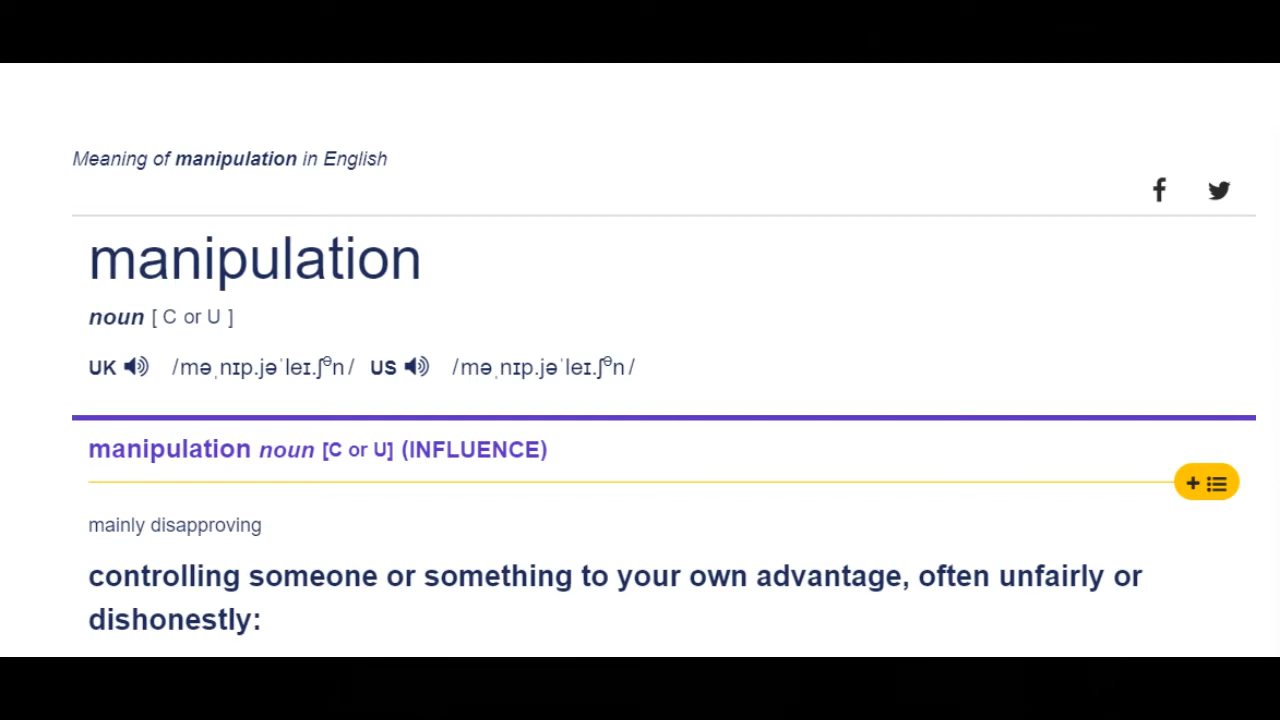 Meaning of manipulation in English
manipulation
noun [ C or U ]
UK /məˌnɪp.jəˈleɪ.ʃᵊn/ US /məˌnɪp.jəˈleɪ.ʃᵊn/
manipulation noun [C or U] (INFLUENCE)
mainly disapproving
controlling someone or something to your own advantage, often unfairly or
dishonestly: